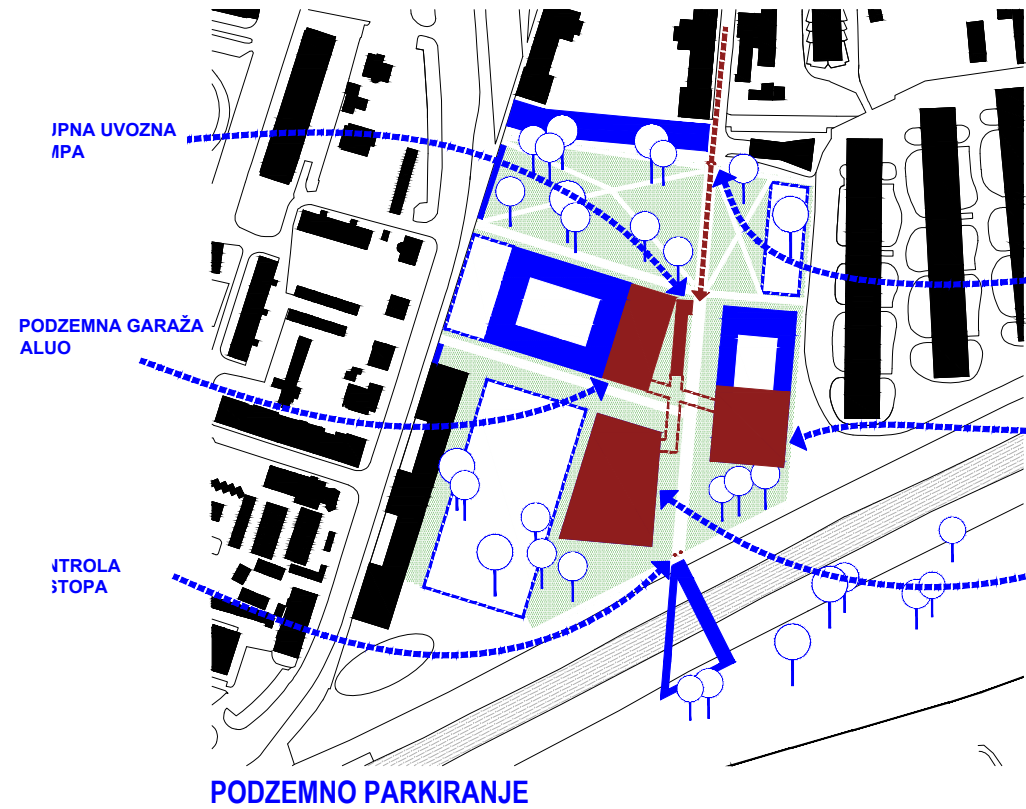 UPNA UVOZNA
MPA
PODZEMNA GARAŽA
ALUO
NTROLA
STOPA
PODZEMNO PARKIRANJE